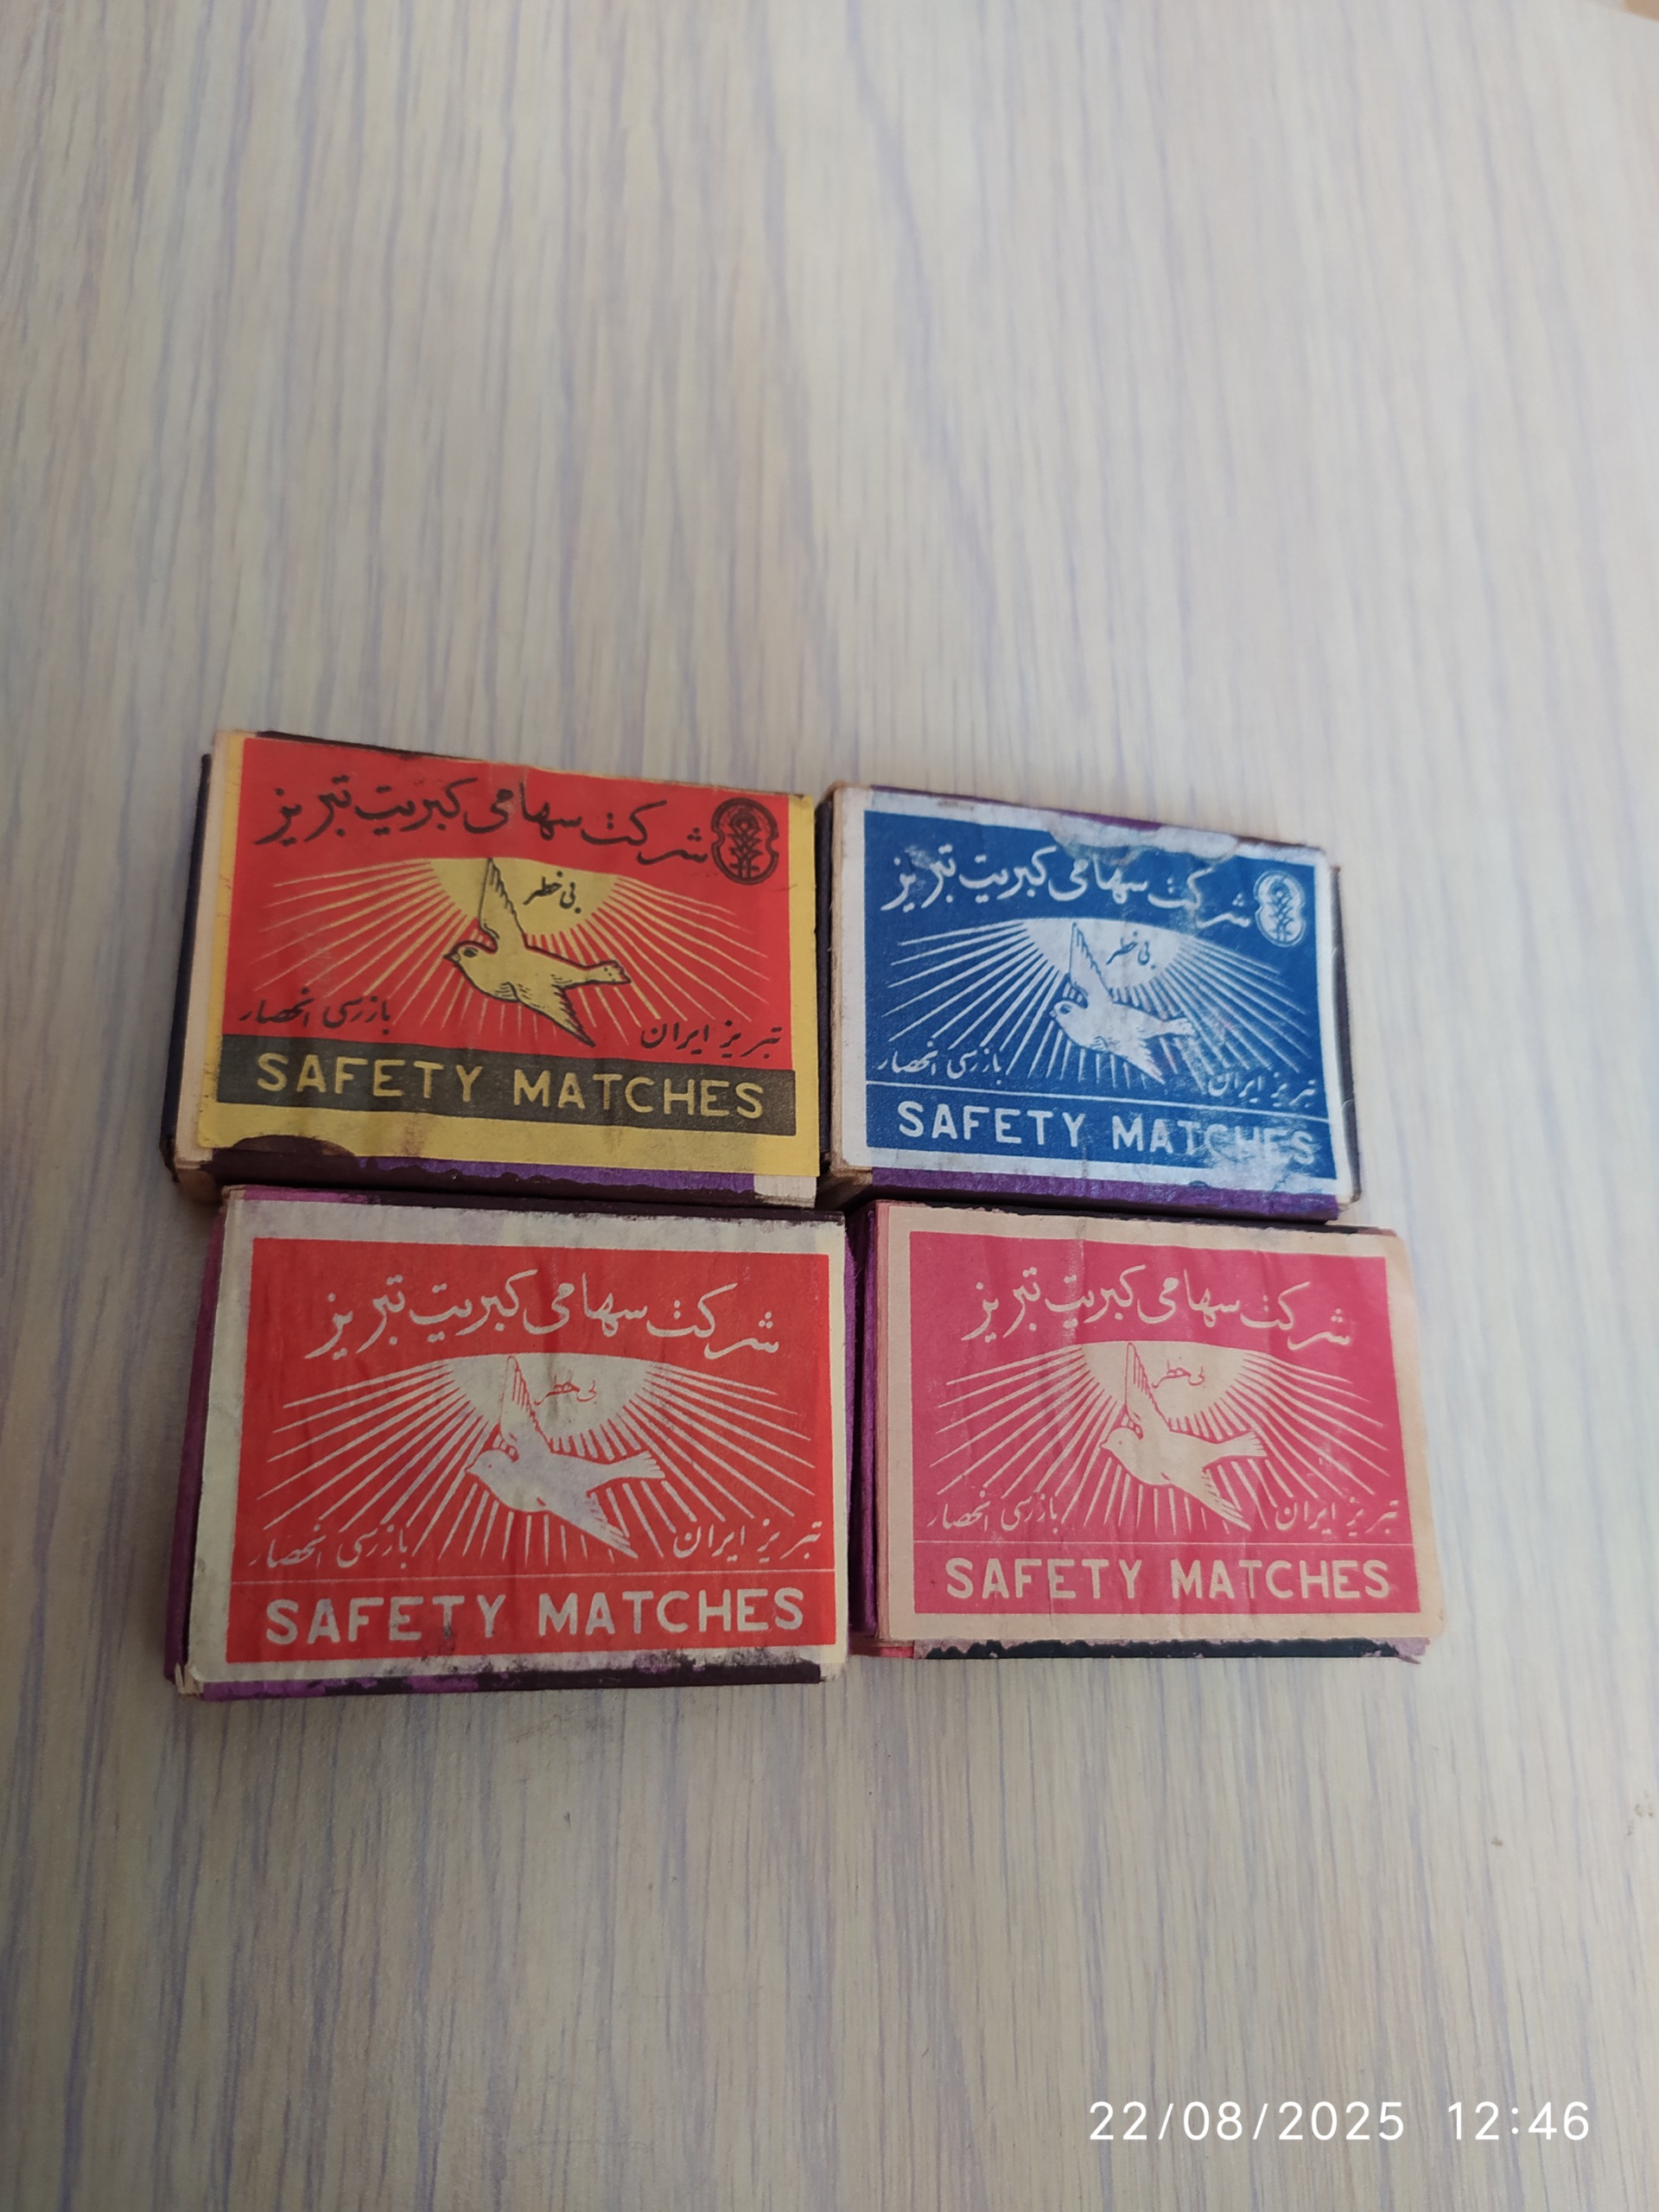 شرکت سهامی کبریت تبریز
بی خطر
بازرسی انحصار
تبریز ایران
SAFETY MATCHES
شرکت سهامی کبریت تبریز
بی خطر
بازرسی انحصار
تبریز ایران
SAFETY MATCHES
شرکت سهامی کبریت تبریز
بی خطر
بازرسی انحصار
تبریز ایران
SAFETY MATCHES
شرکت سهامی کبریت تبریز
بی خطر
بازرسی انحصار
تبریز ایران
SAFETY MATCHES
22/08/2025 12:46